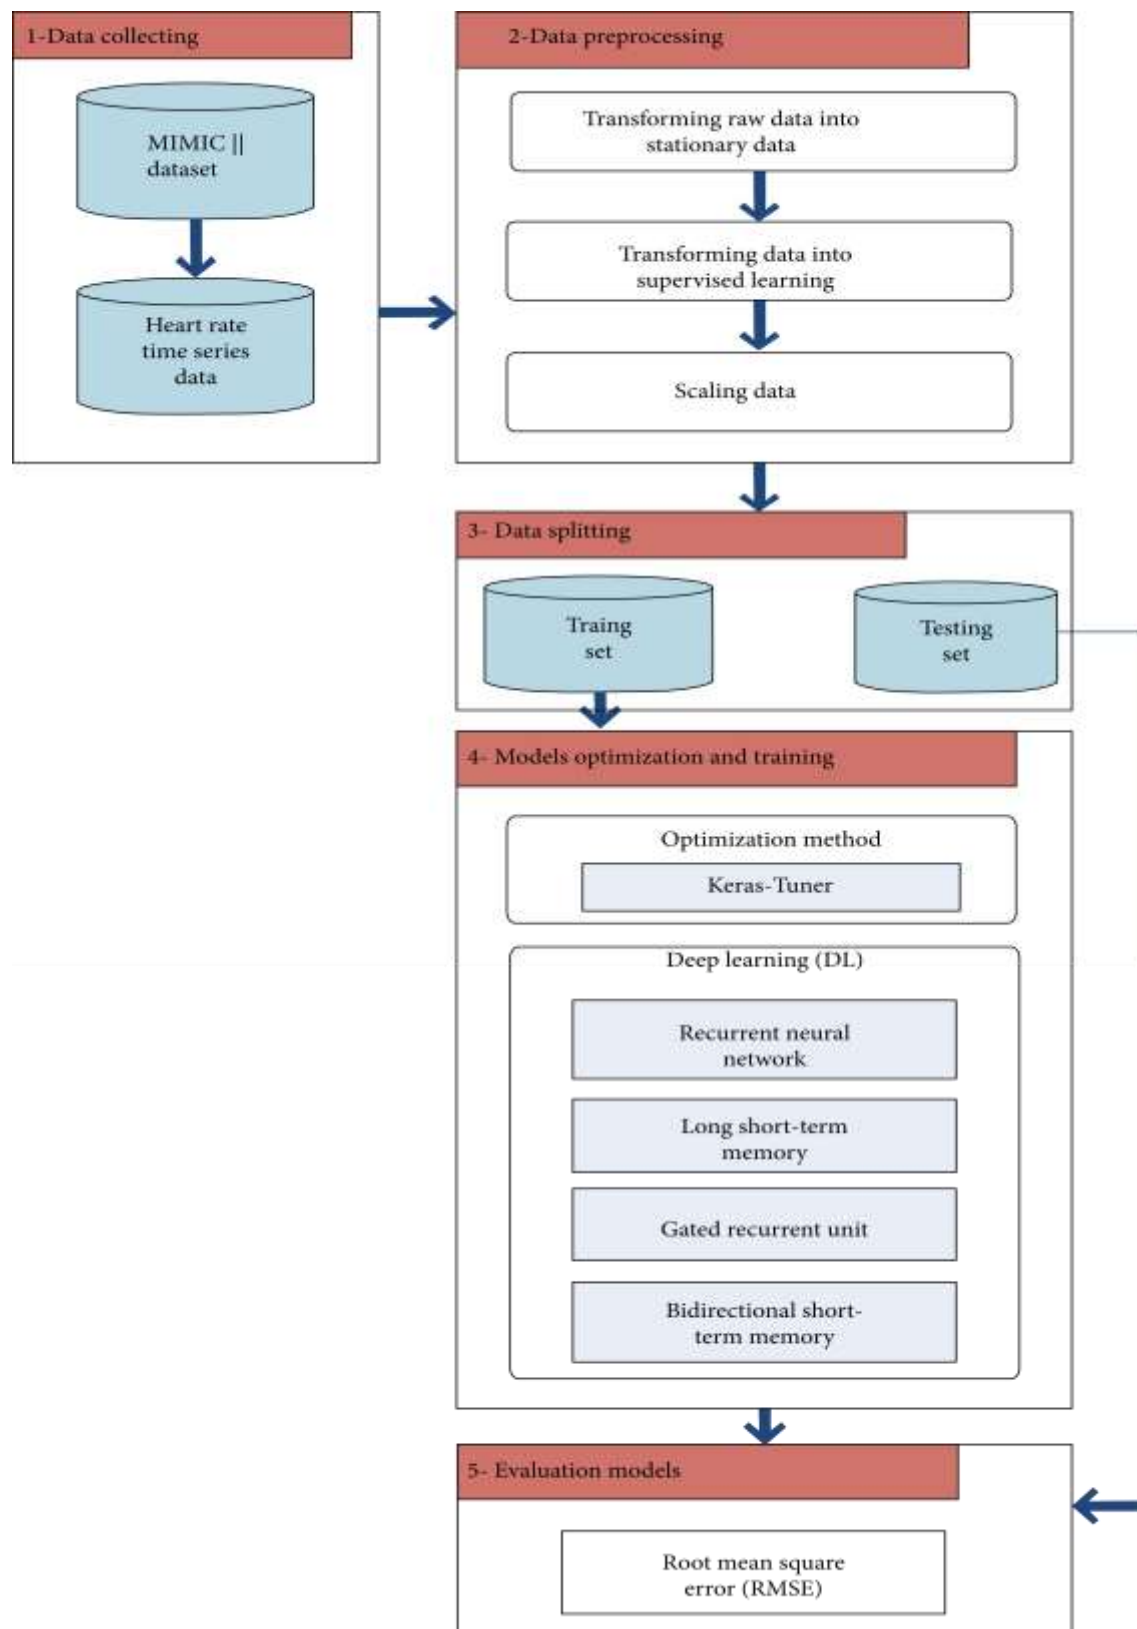 1-Data collecting
MIMIC ||
dataset
Heart rate
time series
data
2-Data preprocessing
Transforming raw data into
stationary data
Transforming data into
supervised learning
Scaling data
3- Data splitting
Traing
set
Testing
set
4- Models optimization and training
Optimization method
Keras-Tuner
Deep learning (DL)
Recurrent neural
network
Long short-term
memory
Gated recurrent unit
Bidirectional short-
term memory
5- Evaluation models
Root mean square
error (RMSE)